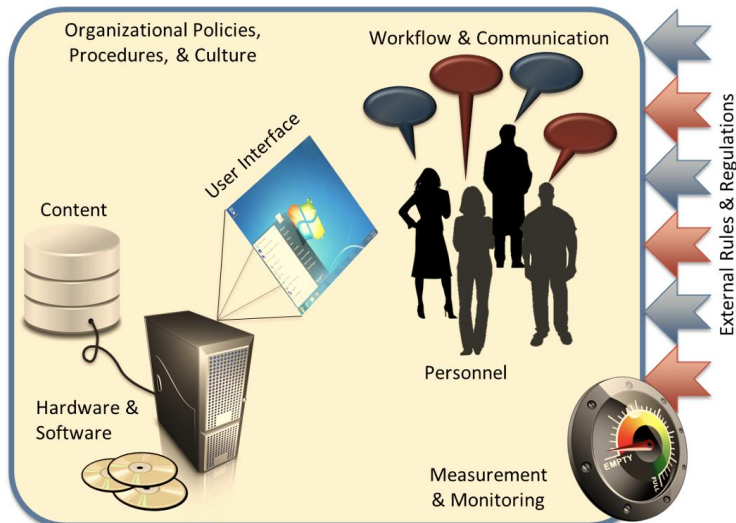 Organizational Policies,
Procedures, & Culture
Workflow & Communication
User Interface
Content
External Rules & Regulations
Personnel
Hardware &
Software
Measurement
& Monitoring
EMPTY
FULL